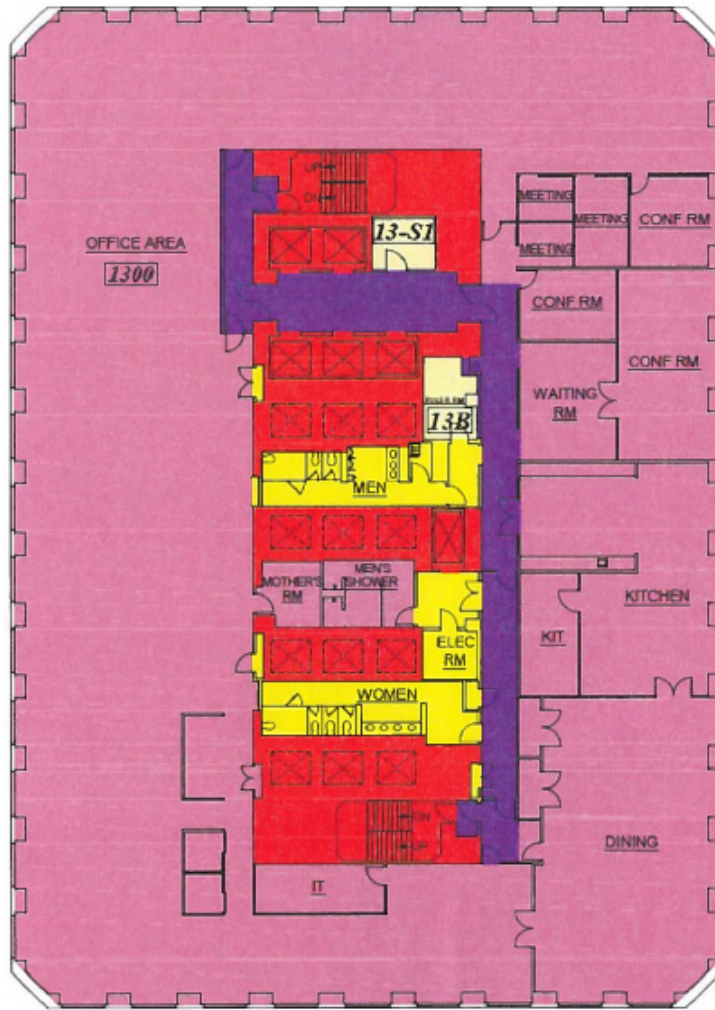 UP
DN
MEETING
MEETING
CONF RM
13-S1
OFFICE AREA
1300
MEETING
CONF RM
CONF RM
WAITING
RM
13B
MEN
MOTHER'S
RM
MEN'S
SHOWER
KITCHEN
KIT
ELEC
RM
WOMEN
DN
UP
DINING
IT